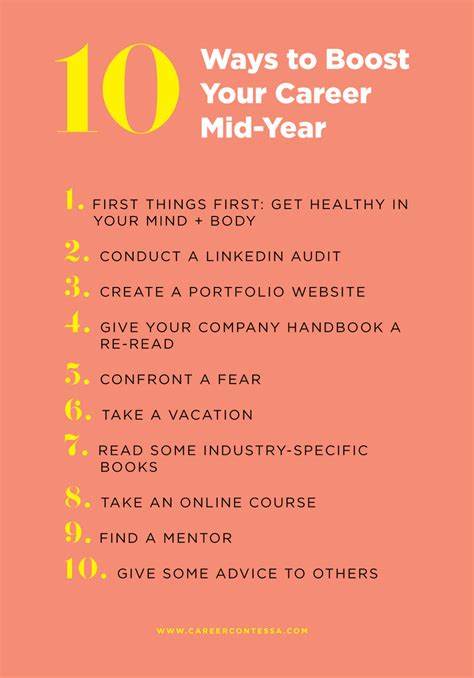 10 Ways to Boost
Your Career
Mid-Year
1. FIRST THINGS FIRST: GET HEALTHY IN
YOUR MIND + BODY
2. CONDUCT A LINKEDIN AUDIT
3. CREATE A PORTFOLIO WEBSITE
4. GIVE YOUR COMPANY HANDBOOK A
RE-READ
5. CONFRONT A FEAR
6. TAKE A VACATION
7. READ SOME INDUSTRY-SPECIFIC
BOOKS
8. TAKE AN ONLINE COURSE
9. FIND A MENTOR
10. GIVE SOME ADVICE TO OTHERS
WWW.CAREERCONTESSA.COM